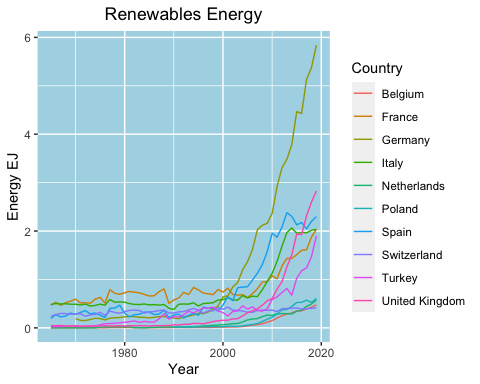 Renewables Energy
6
4
2
0
Energy EJ
1980
2000
2020
Year
Country
Belgium
France
Germany
Italy
Netherlands
Poland
Spain
Switzerland
Turkey
United Kingdom